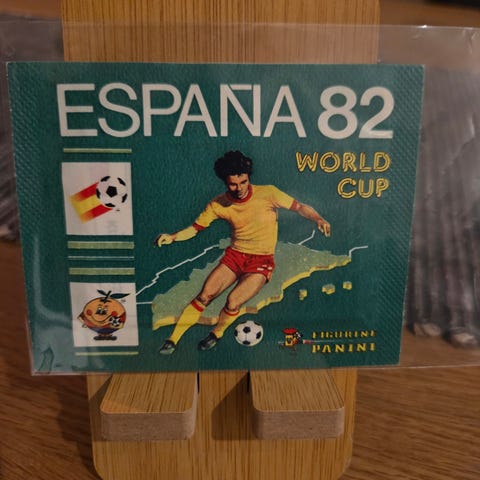 ESPAÑA 82
WORLD
CUP
FIGURINE
PANINI